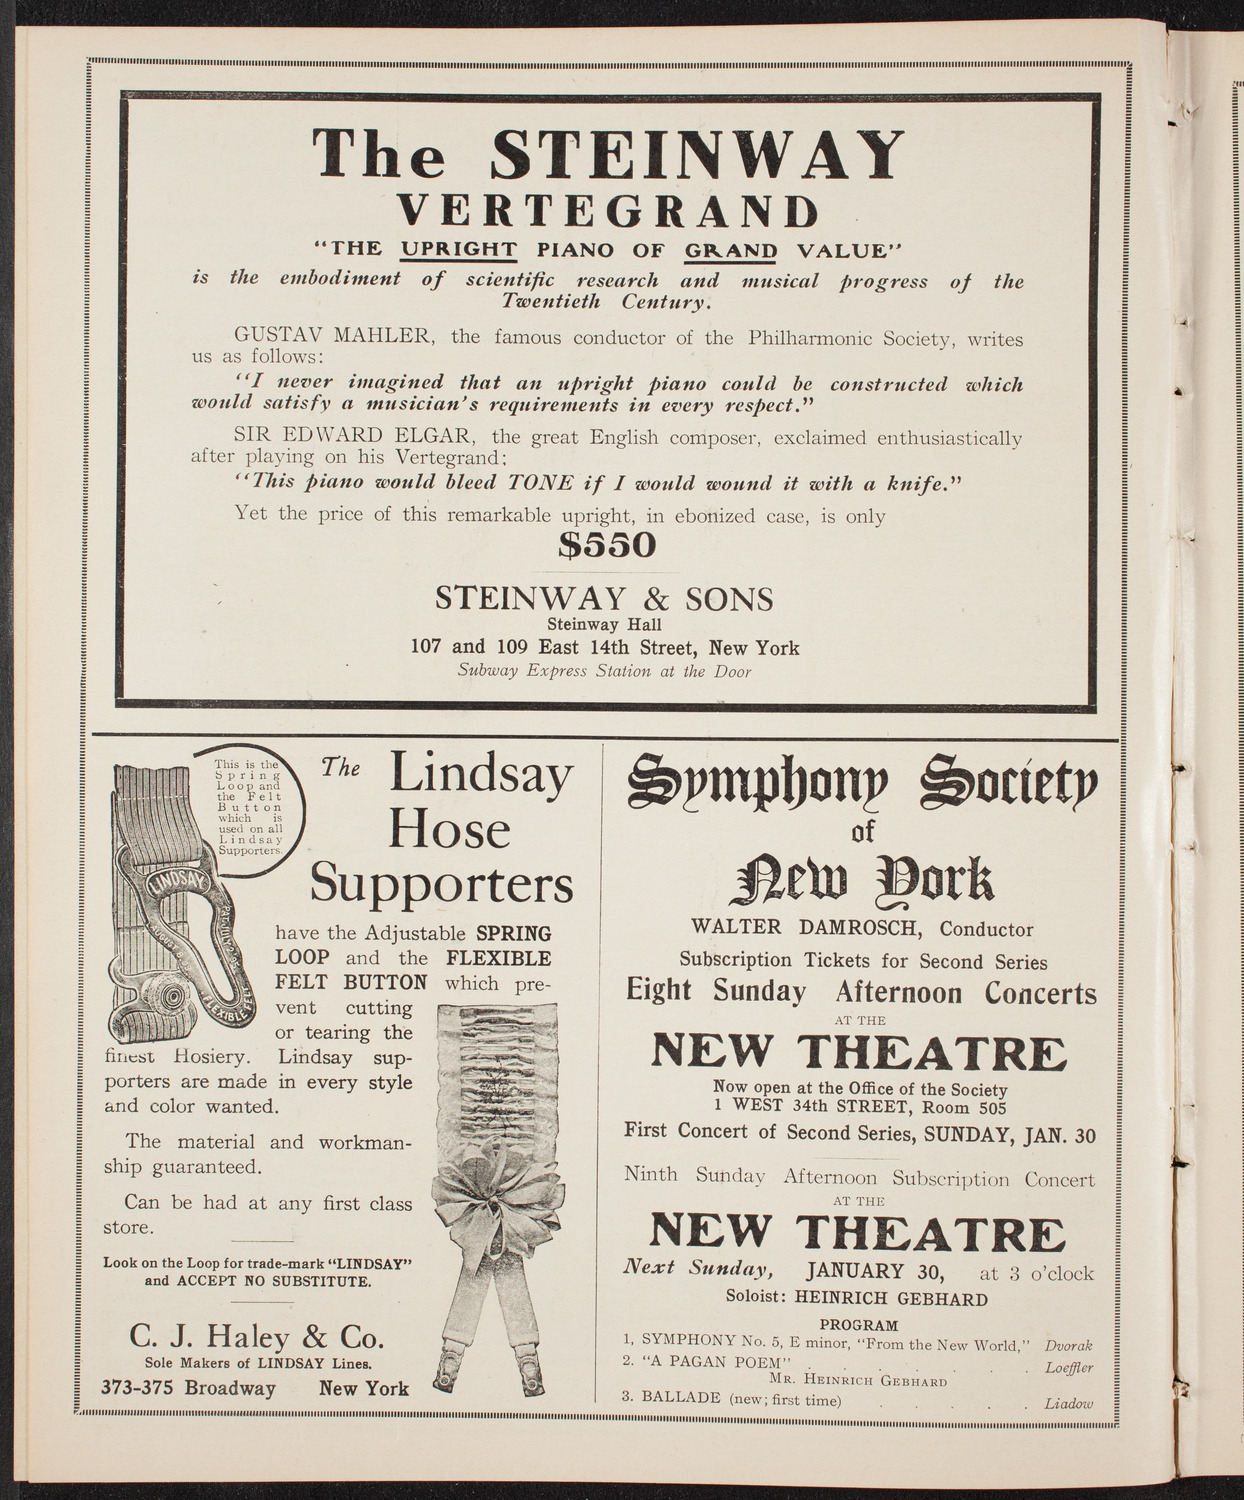 The STEINWAY
VERTEGRAND
"THE UPRIGHT PIANO OF GRAND VALUE"
is the embodiment of scientific research and musical progress of the
Twentieth Century.
GUSTAV MAHLER, the famous conductor of the Philharmonic Society, writes
us as follows:
"I never imagined that an upright piano could be constructed which
would satisfy a musician's requirements in every respect."
SIR EDWARD ELGAR, the great English composer, exclaimed enthusiastically
after playing on his Vertegrand:
"This piano would bleed TONE if I would wound it with a knife."
Yet the price of this remarkable upright, in ebonized case, is only
$550
STEINWAY & SONS
Steinway Hall
107 and 109 East 14th Street, New York
Subway Express Station at the Door
This is the
Spring
Loop and
the Felt
Button
which is
used on all
Lindsay
Supporters.
LINDSAY
The Lindsay
Hose
Supporters
have the Adjustable SPRING
LOOP and the FLEXIBLE
FELT BUTTON which pre-
vent cutting
or tearing the
finest Hosiery. Lindsay sup-
porters are made in every style
and color wanted.
The material and workman-
ship guaranteed.
Can be had at any first class
store.
Look on the Loop for trade-mark "LINDSAY"
and ACCEPT NO SUBSTITUTE.
C. J. Haley & Co.
Sole Makers of LINDSAY Lines.
373-375 Broadway New York
Symphony Society
of
New York
WALTER DAMROSCH, Conductor
Subscription Tickets for Second Series
Eight Sunday Afternoon Concerts
AT THE
NEW THEATRE
Now open at the Office of the Society
1 WEST 34th STREET, Room 505
First Concert of Second Series, SUNDAY, JAN. 30
Ninth Sunday Afternoon Subscription Concert
AT THE
NEW THEATRE
Next Sunday, JANUARY 30, at 3 o'clock
Soloist: HEINRICH GEBHARD
PROGRAM
1, SYMPHONY No. 5, E minor, "From the New World," Dvorak
2. "A PAGAN POEM" . . . . . . . Loeffler
MR. HEINRICH GEBHARD
3. BALLADE (new; first time) . . . . . Liadow